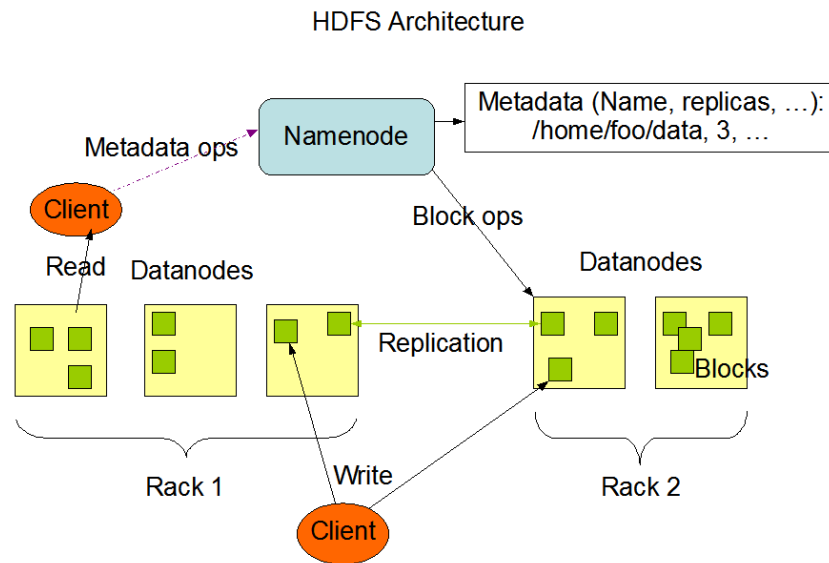 HDFS Architecture
Metadata (Name, replicas, …):
/home/foo/data, 3, …
Namenode
Metadata ops
Client
Block ops
Read
Datanodes
Datanodes
Replication
Blocks
Rack 1
Write
Rack 2
Client